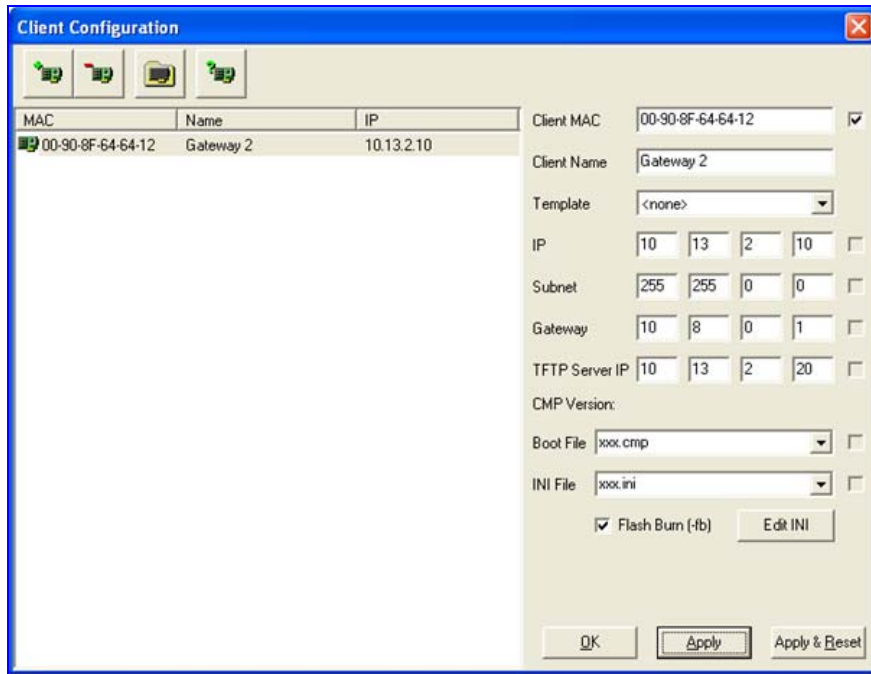 Client Configuration
MAC Name IP
00-90-8F-64-64-12 Gateway 2 10.13.2.10
Client MAC 00-90-8F-64-64-12
Client Name Gateway 2
Template <none>
IP 10 13 2 10
Subnet 255 255 0 0
Gateway 10 8 0 1
TFTP Server IP 10 13 2 20
CMP Version:
Boot File xxx.cmp
INI File xxx.ini
Flash Burn (-fb) Edit INI
OK Apply Apply & Reset